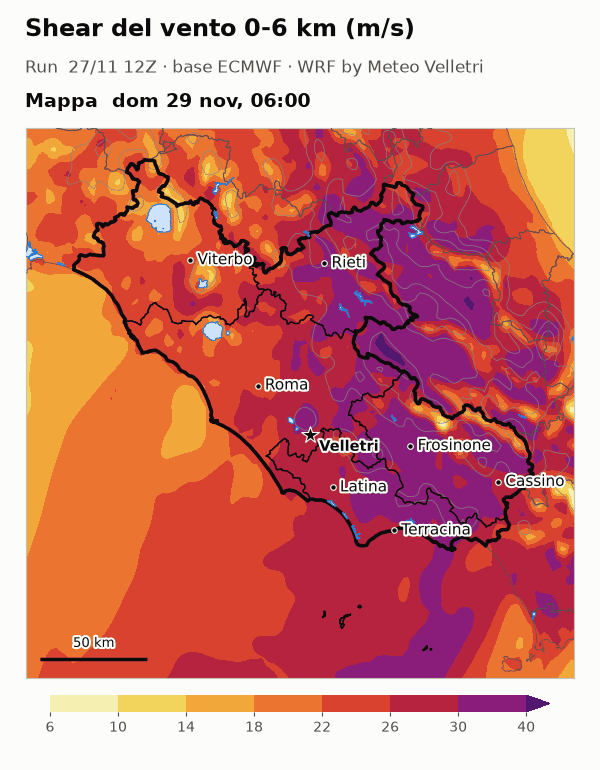 Shear del vento 0-6 km (m/s)
Run  27/11 12Z · base ECMWF · WRF by Meteo Velletri
Mappa  dom 29 nov, 06:00
Viterbo
Rieti
Roma
Velletri
Frosinone
Cassino
Latina
Terracina
50 km
6 10 14 18 22 26 30 40